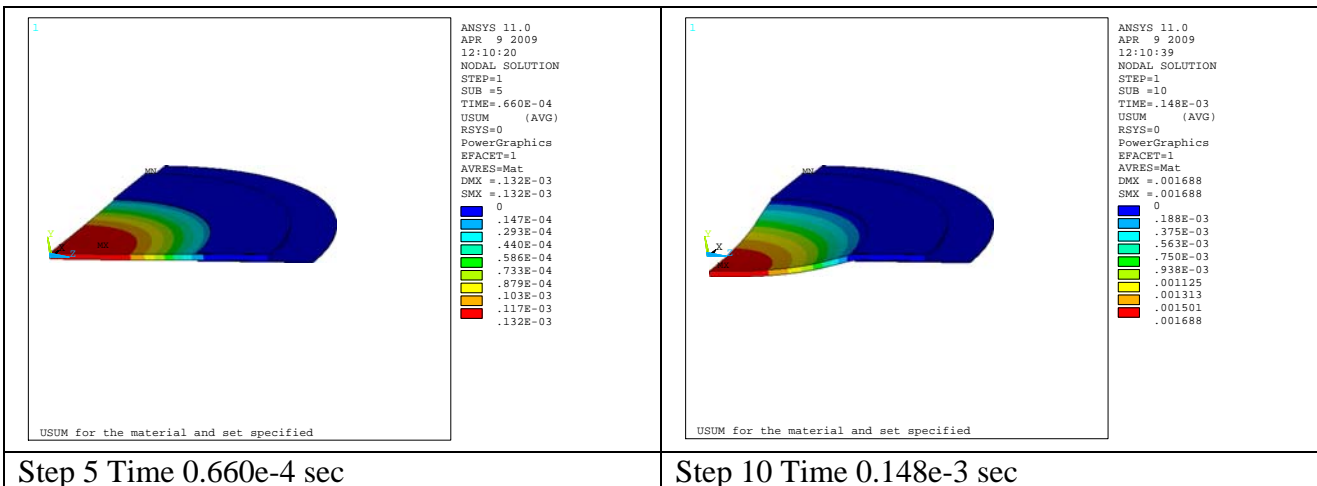 1
ANSYS 11.0
APR  9 2009
12:10:20
NODAL SOLUTION
STEP=1
SUB =5
TIME=.660E-04
USUM     (AVG)
RSYS=0
PowerGraphics
EFACET=1
AVRES=Mat
DMX =.132E-03
SMX =.132E-03
0
.147E-04
.293E-04
.440E-04
.586E-04
.733E-04
.879E-04
.103E-03
.117E-03
.132E-03
MN
MX
Y
X
Z
USUM for the material and set specified
Step 5 Time 0.660e-4 sec
1
ANSYS 11.0
APR  9 2009
12:10:39
NODAL SOLUTION
STEP=1
SUB =10
TIME=.148E-03
USUM     (AVG)
RSYS=0
PowerGraphics
EFACET=1
AVRES=Mat
DMX =.001688
SMX =.001688
0
.188E-03
.375E-03
.563E-03
.750E-03
.938E-03
.001125
.001313
.001501
.001688
MN
MX
Y
X
Z
USUM for the material and set specified
Step 10 Time 0.148e-3 sec